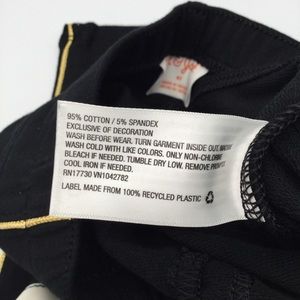 95% COTTON / 5% SPANDEX
EXCLUSIVE OF DECORATION
WASH BEFORE WEAR. TURN GARMENT INSIDE OUT.
WASH COLD WITH LIKE COLORS. ONLY NON-CHLORINE
BLEACH IF NEEDED. TUMBLE DRY LOW. REMOVE
COOL IRON IF NEEDED.
RN17730 VN1042782
LABEL MADE FROM 100% RECYCLED PLASTIC